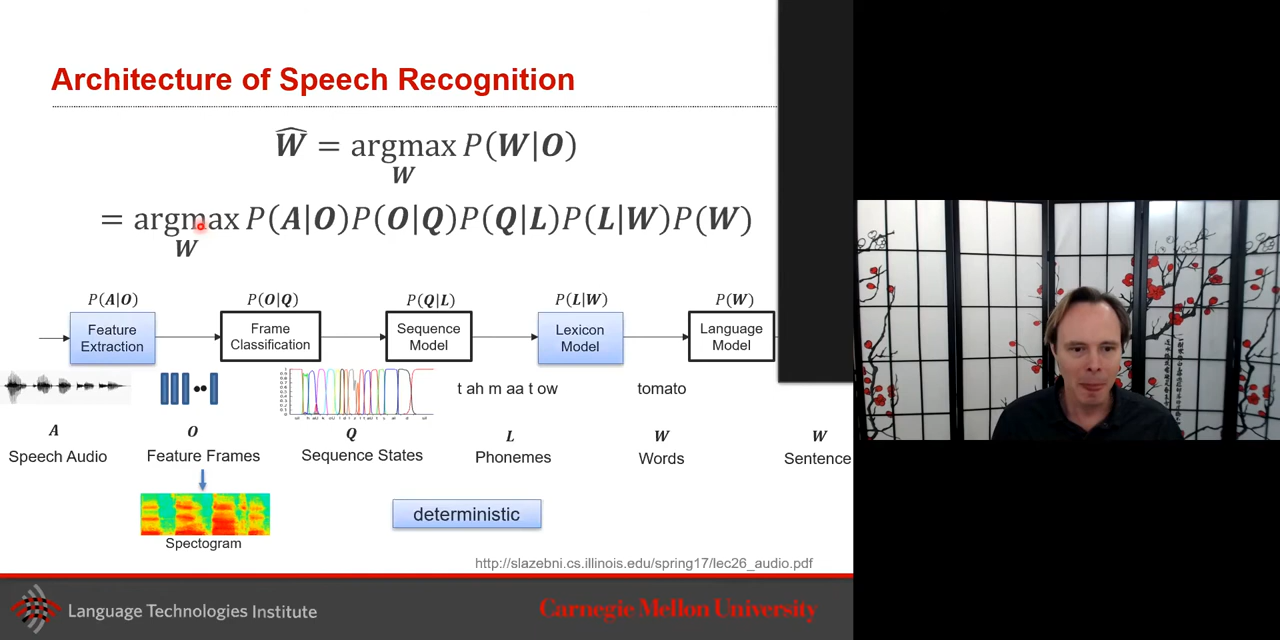 Architecture of Speech Recognition
Ŵ = argmax P(W|O)
W
= argmax P(A|O)P(O|Q)P(Q|L)P(L|W)P(W)
W
P(A|O) P(O|Q) P(Q|L) P(L|W) P(W)
Feature Extraction
Frame Classification
Sequence Model
Lexicon Model
Language Model
t ah m aa t ow
tomato
A O Q L W W
Speech Audio Feature Frames Sequence States Phonemes Words Sentence
Spectogram
deterministic
http://slazebni.cs.illinois.edu/spring17/lec26_audio.pdf
Language Technologies Institute
Carnegie Mellon University